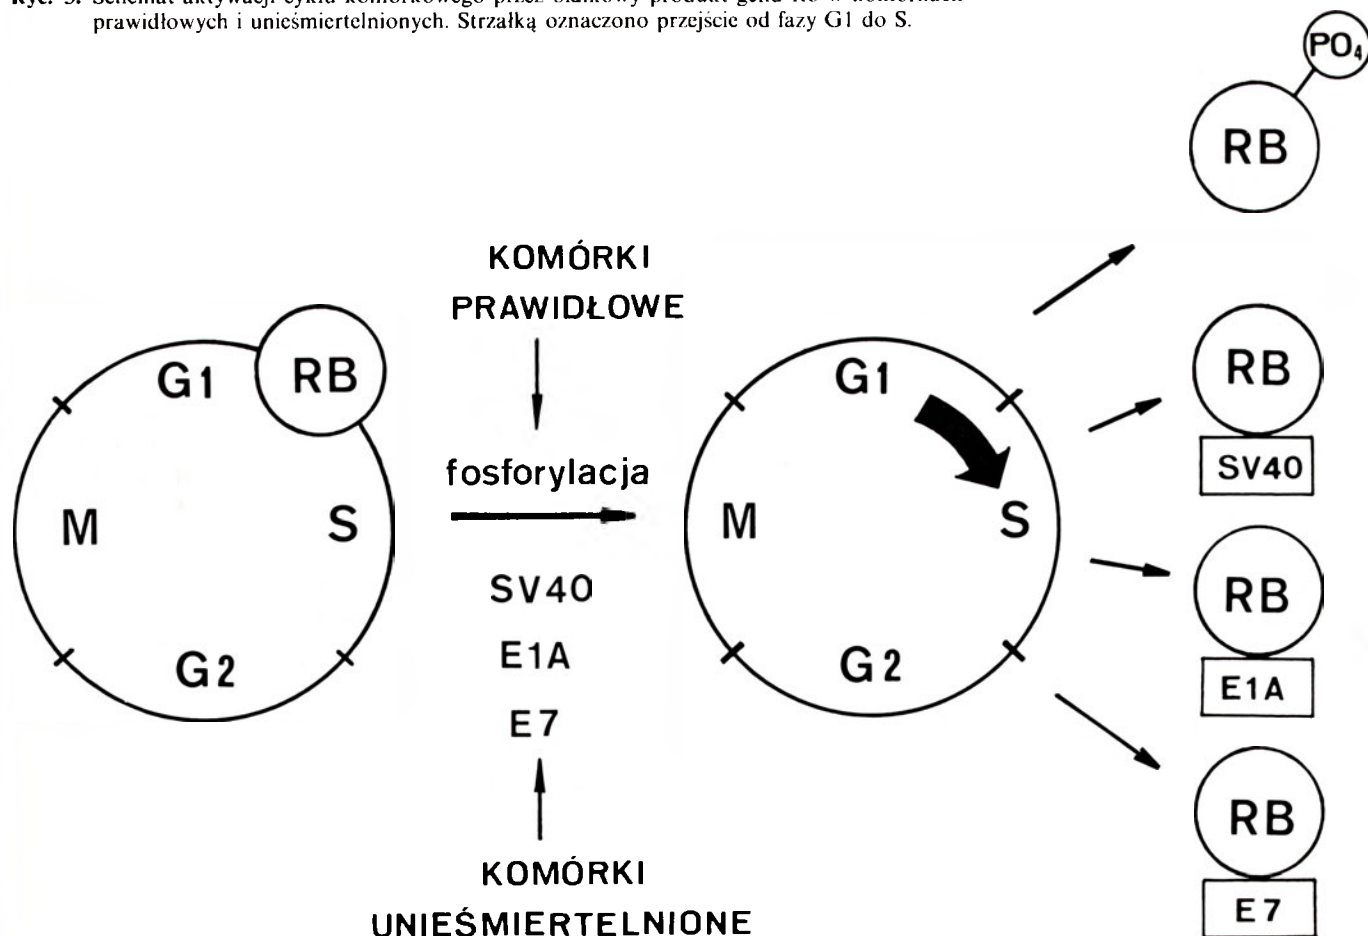 prawidłowych i unieśmiertelnionych. Strzałką oznaczono przejście od fazy G1 do S.
PO₄
RB
KOMÓRKI
PRAWIDŁOWE
G1
RB
M
S
G2
fosforylacja
SV40
E1A
E7
KOMÓRKI
UNIEŚMIERTELNIONE
G1
M
S
G2
RB
SV40
RB
E1A
RB
E7